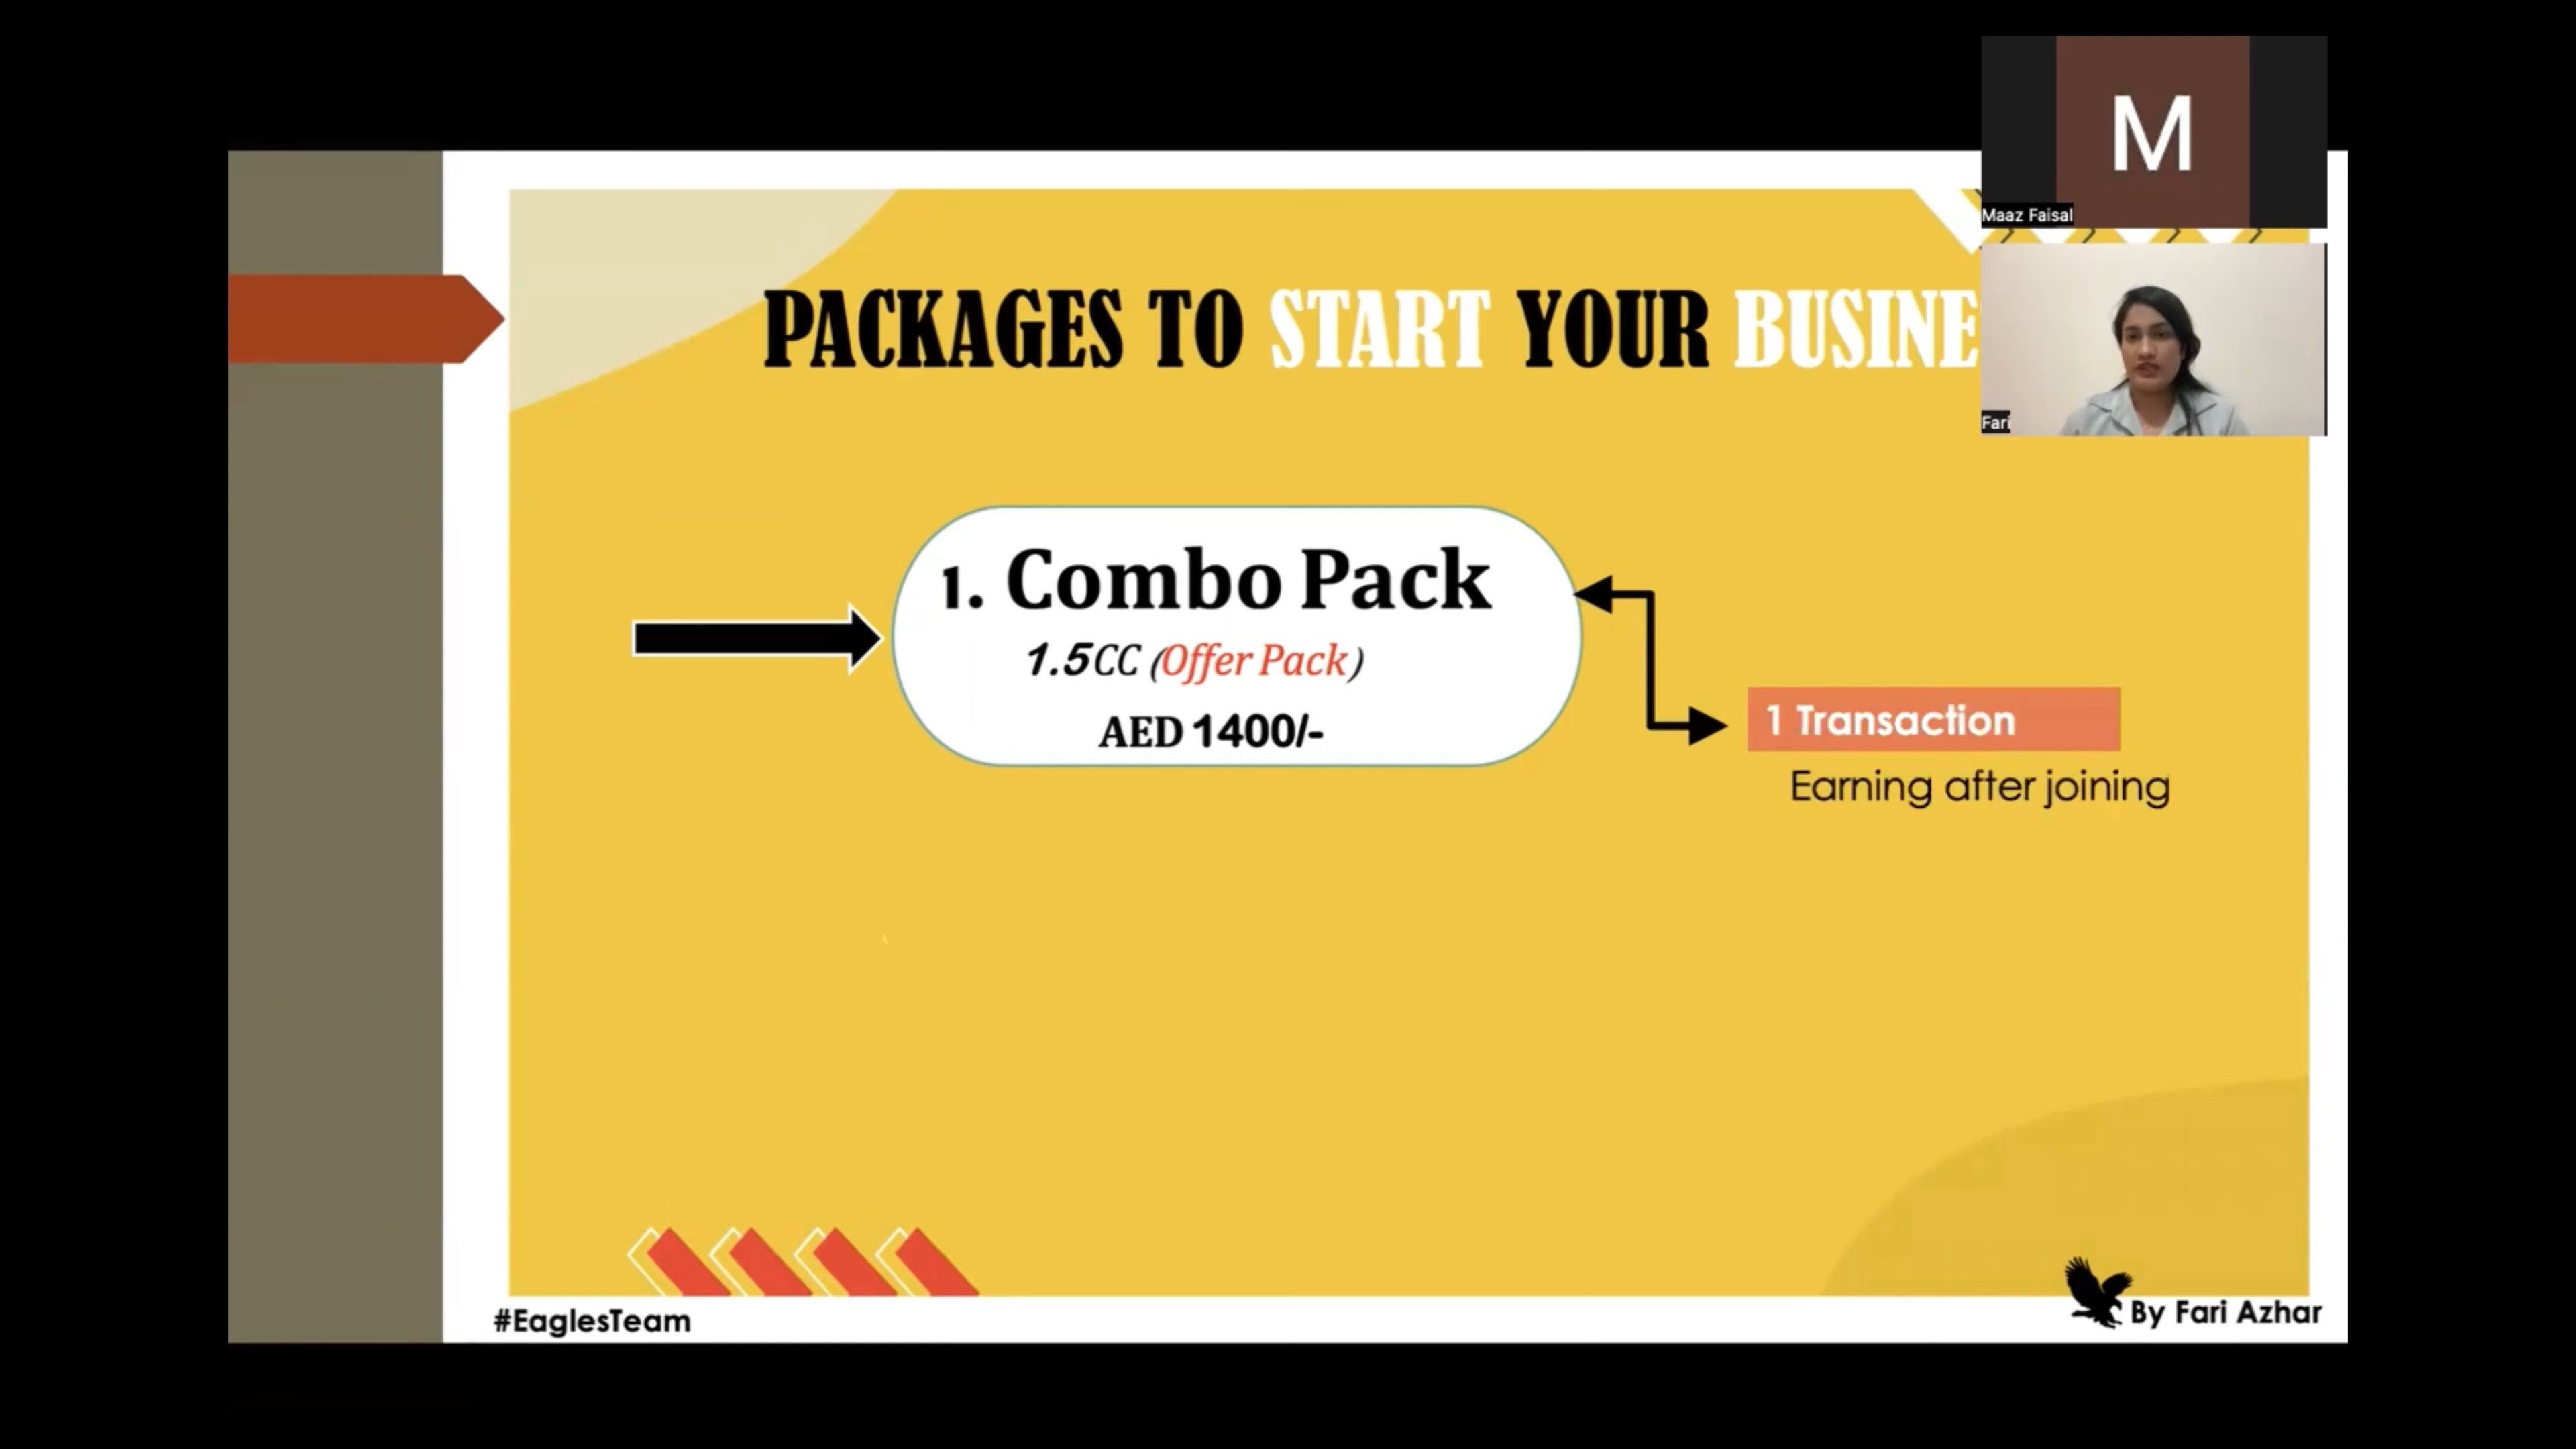 M
Maaz Faisal
PACKAGES TO START YOUR BUSINE
Fari
1. Combo Pack
1.5CC (Offer Pack)
AED 1400/-
1 Transaction
Earning after joining
#EaglesTeam
By Fari Azhar